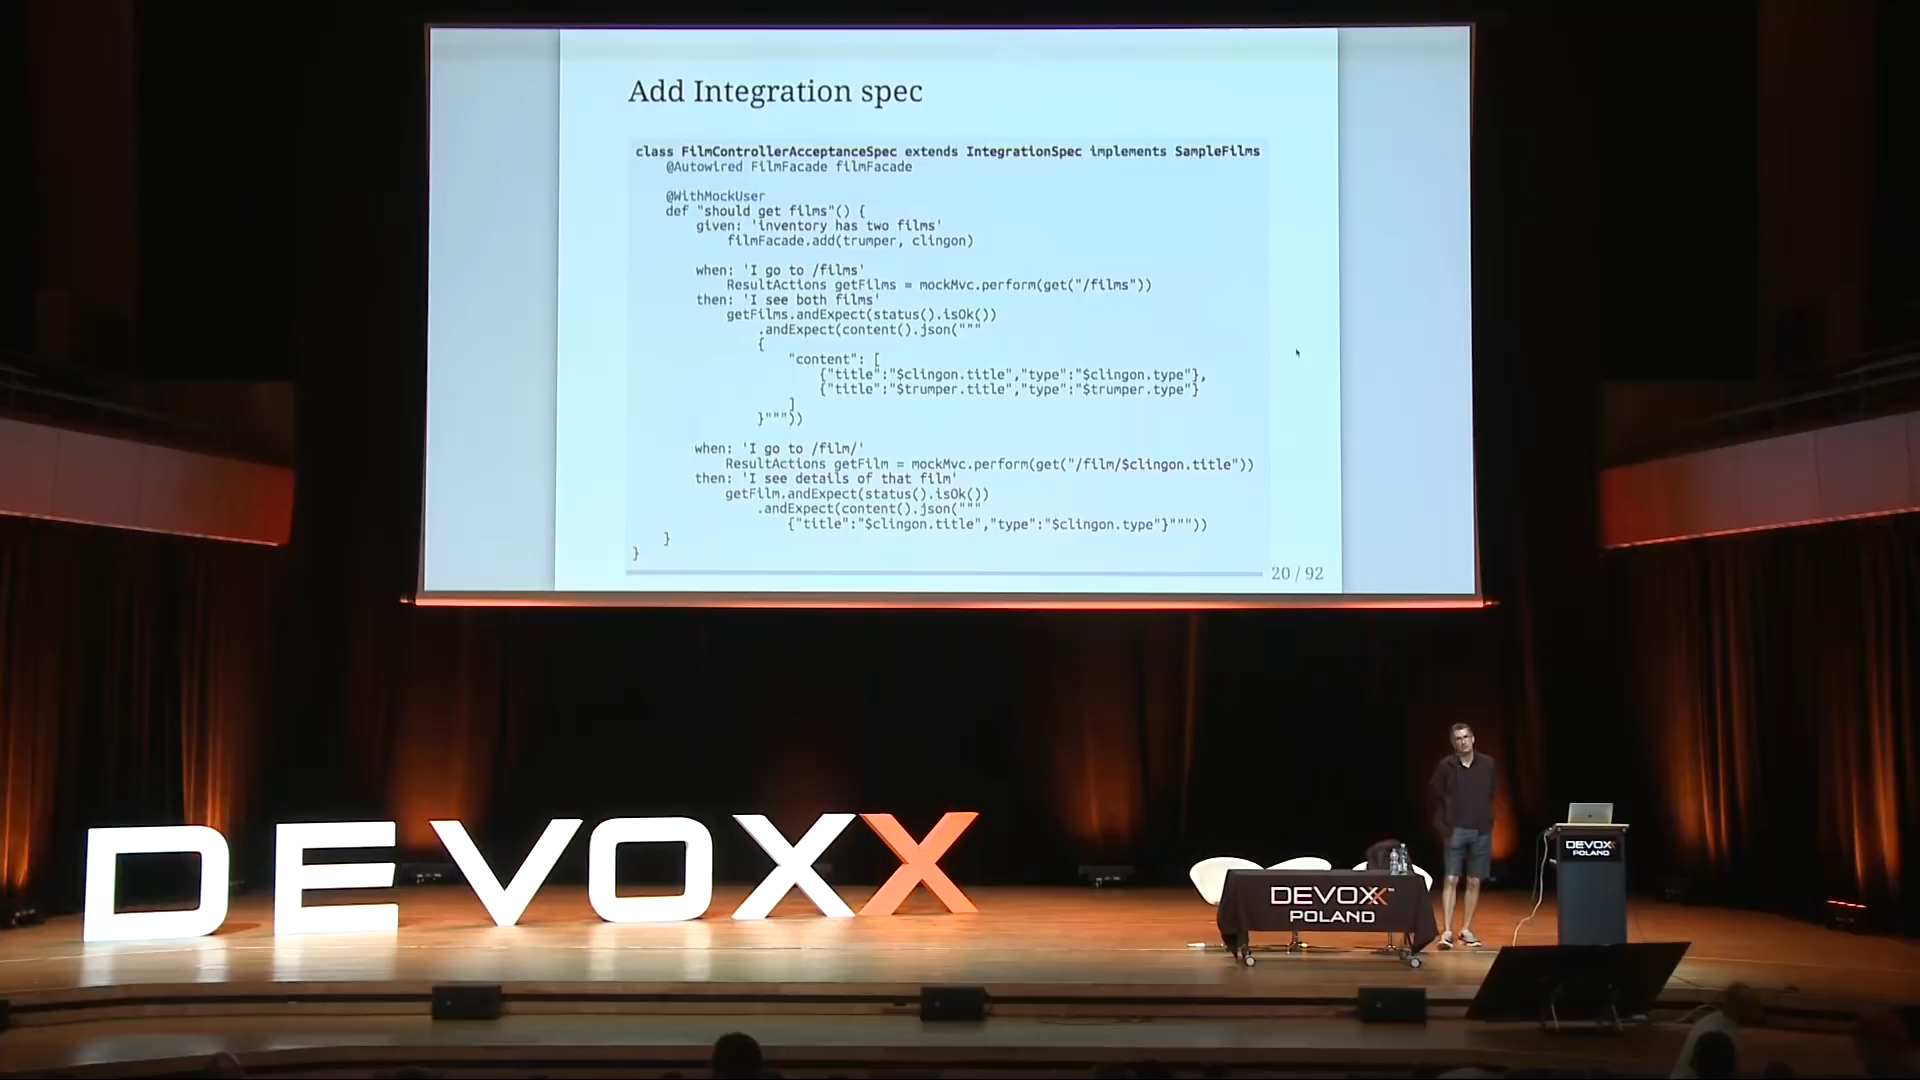 Add Integration spec
class FilmControllerAcceptanceSpec extends IntegrationSpec implements SampleFilms
@Autowired FilmFacade filmFacade
@WithMockUser
def "should get films"() {
given: 'inventory has two films'
filmFacade.add(trumper, clingon)
when: 'I go to /films'
ResultActions getFilms = mockMvc.perform(get("/films"))
then: 'I see both films'
getFilms.andExpect(status().isOk())
.andExpect(content().json("""
{
"content": [
{"title":"$clingon.title","type":"$clingon.type"},
{"title":"$trumper.title","type":"$trumper.type"}
]
}"""))
when: 'I go to /film/'
ResultActions getFilm = mockMvc.perform(get("/film/$clingon.title"))
then: 'I see details of that film'
getFilm.andExpect(status().isOk())
.andExpect(content().json("""
{"title":"$clingon.title","type":"$clingon.type"}"""))
}
}
20 / 92
DEVOXX
DEVOXX™
POLAND
DEVOXX
POLAND